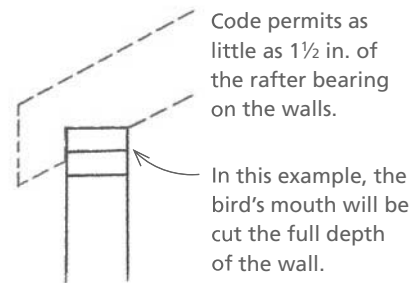 Code permits as
little as 1½ in. of
the rafter bearing
on the walls.
In this example, the
bird’s mouth will be
cut the full depth
of the wall.